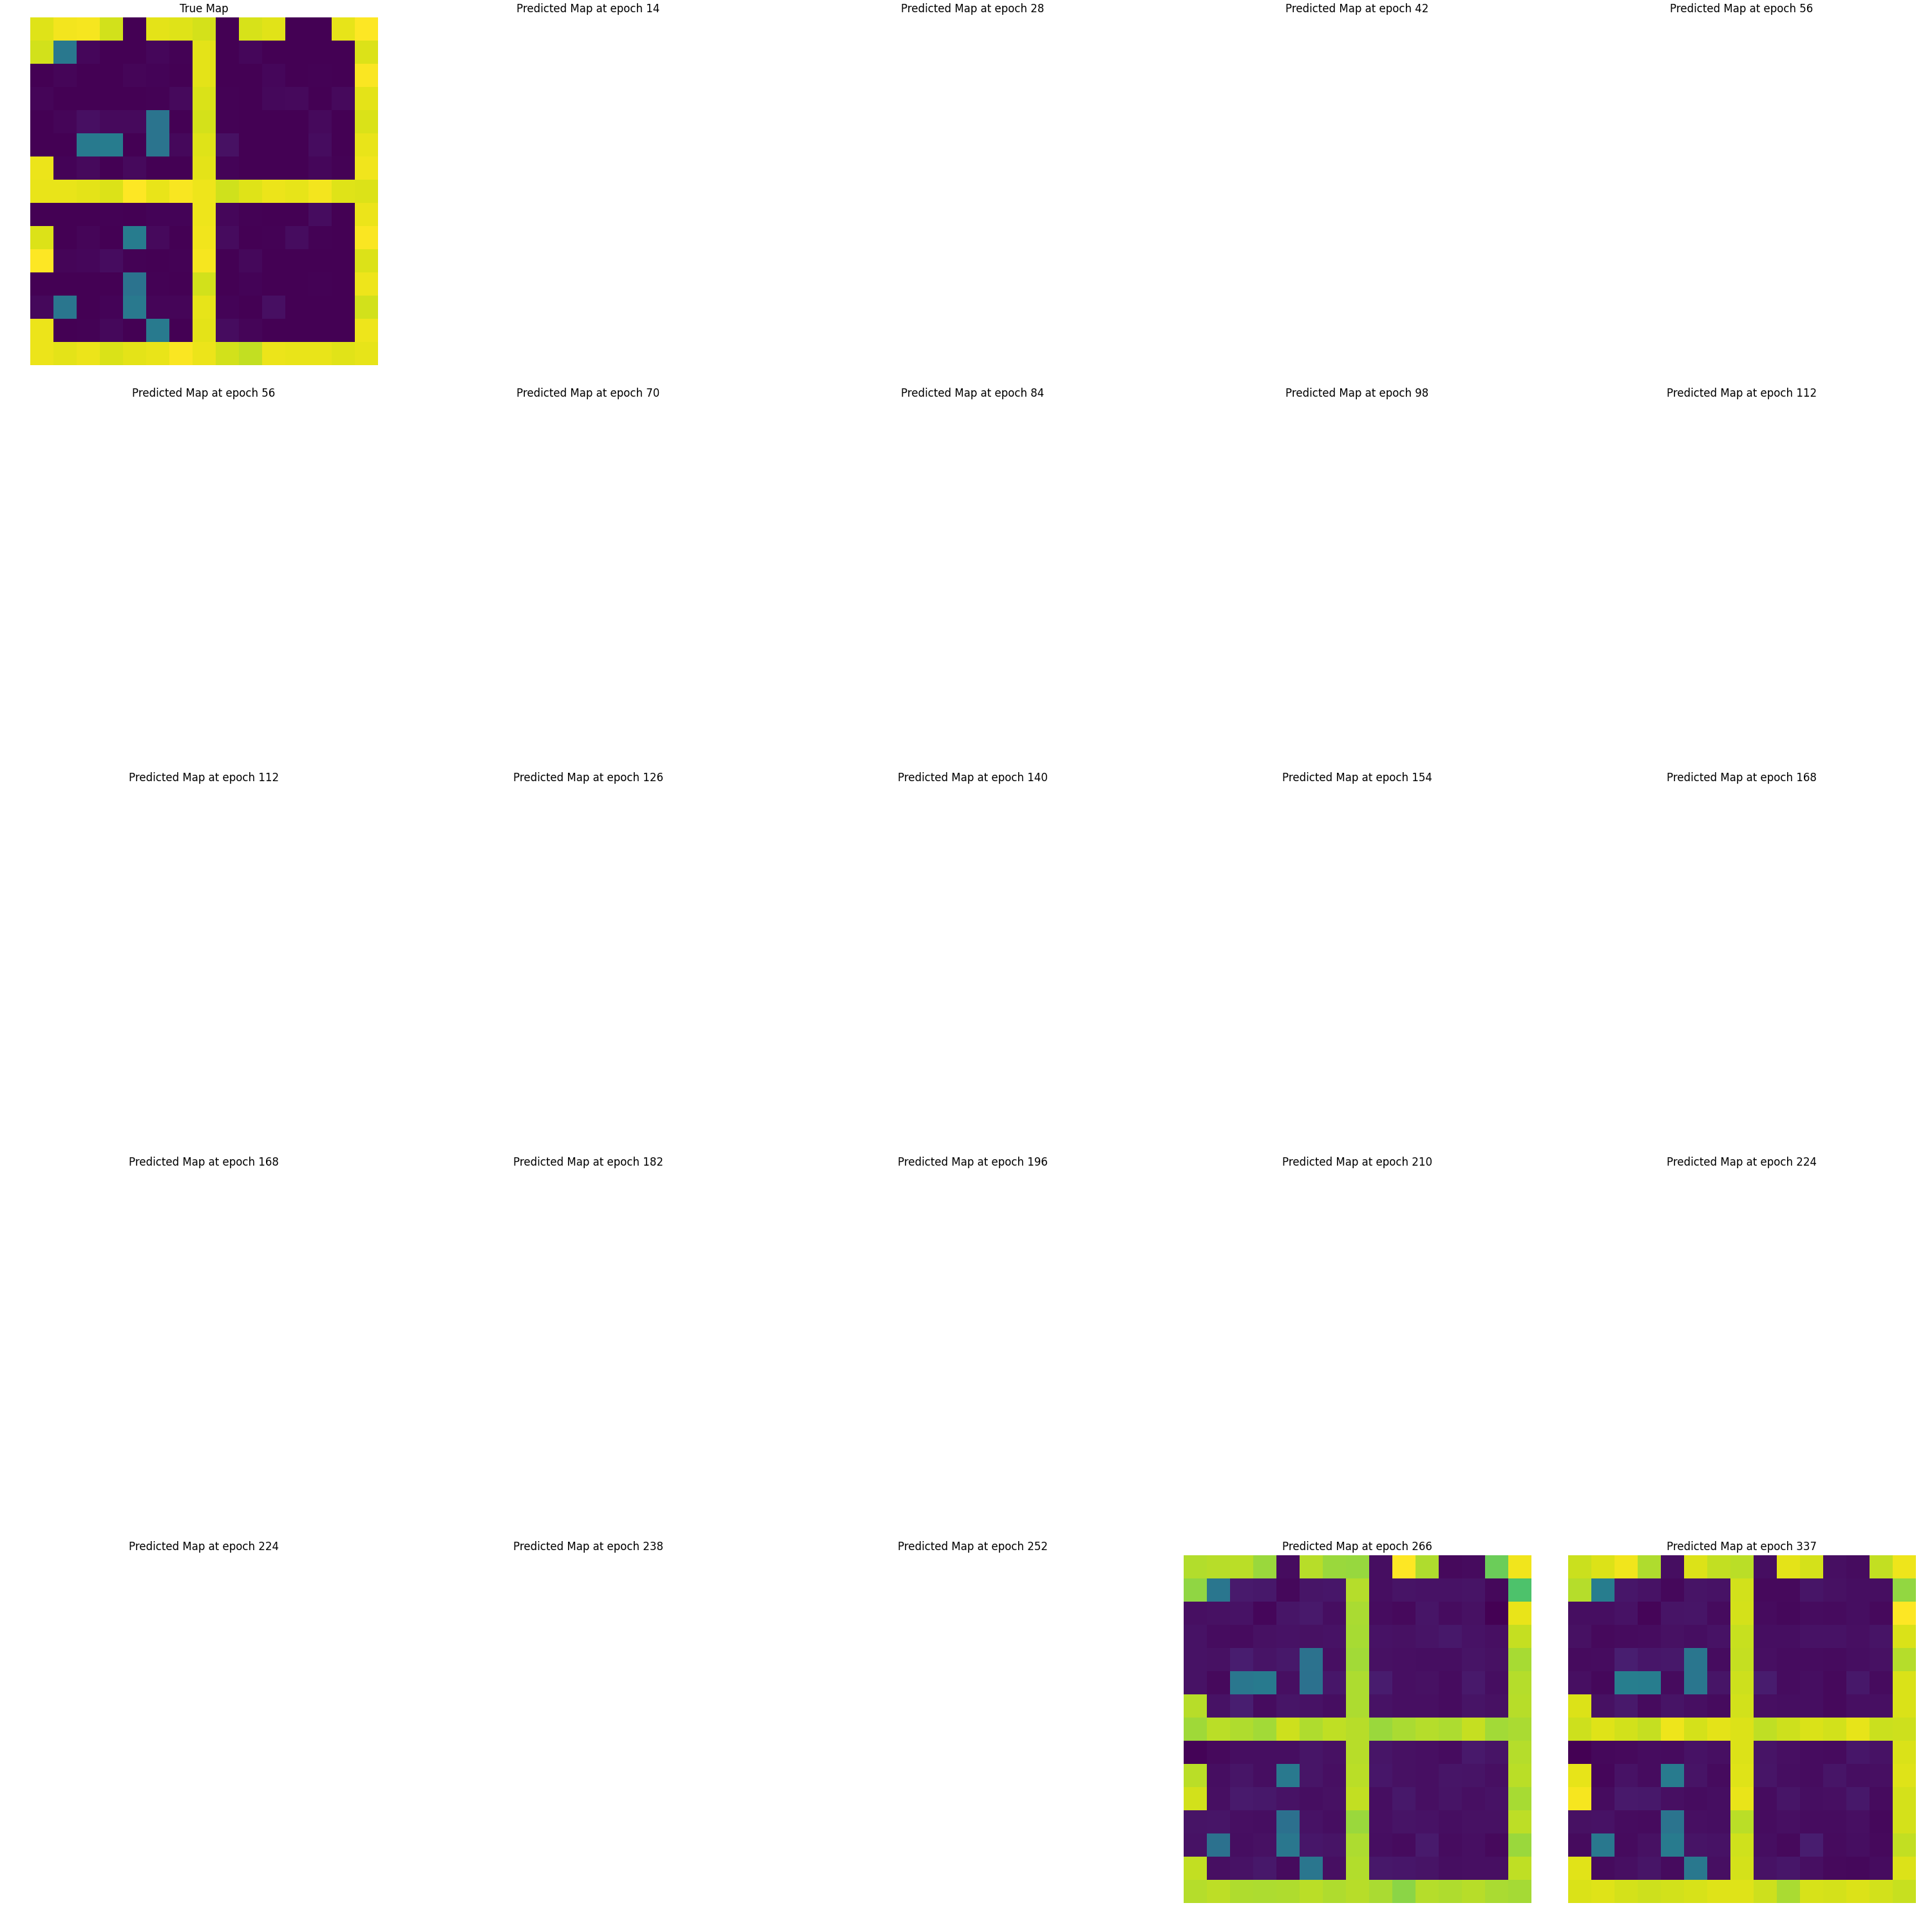 True Map
Predicted Map at epoch 14
Predicted Map at epoch 28
Predicted Map at epoch 42
Predicted Map at epoch 56
Predicted Map at epoch 56
Predicted Map at epoch 70
Predicted Map at epoch 84
Predicted Map at epoch 98
Predicted Map at epoch 112
Predicted Map at epoch 112
Predicted Map at epoch 126
Predicted Map at epoch 140
Predicted Map at epoch 154
Predicted Map at epoch 168
Predicted Map at epoch 168
Predicted Map at epoch 182
Predicted Map at epoch 196
Predicted Map at epoch 210
Predicted Map at epoch 224
Predicted Map at epoch 224
Predicted Map at epoch 238
Predicted Map at epoch 252
Predicted Map at epoch 266
Predicted Map at epoch 337